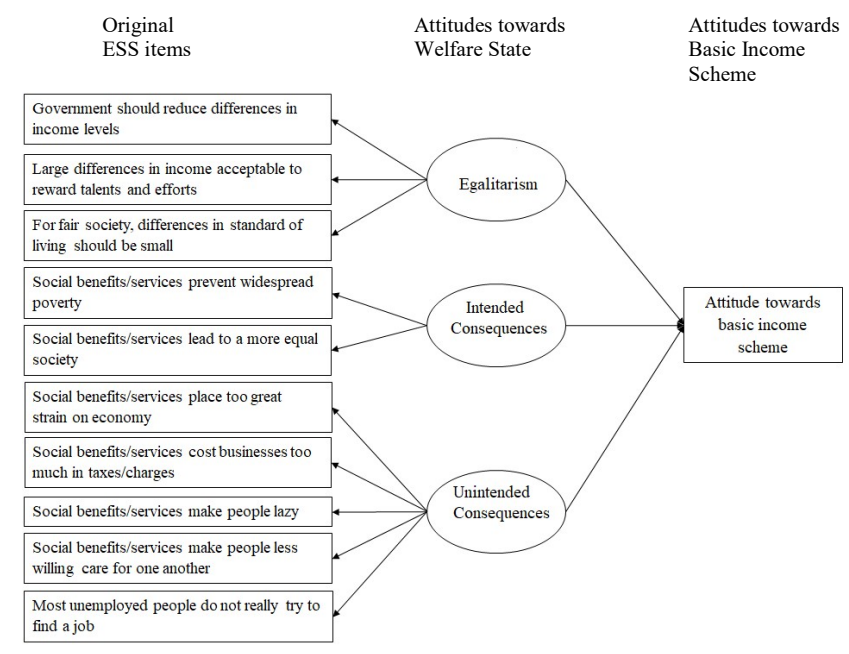 Original
ESS items
Attitudes towards
Welfare State
Attitudes towards
Basic Income
Scheme
Government should reduce differences in
income levels
Large differences in income acceptable to
reward talents and efforts
For fair society, differences in standard of
living should be small
Social benefits/services prevent widespread
poverty
Social benefits/services lead to a more equal
society
Social benefits/services place too great
strain on economy
Social benefits/services cost businesses too
much in taxes/charges
Social benefits/services make people lazy
Social benefits/services make people less
willing care for one another
Most unemployed people do not really try to
find a job
Egalitarism
Intended
Consequences
Unintended
Consequences
Attitude towards
basic income
scheme